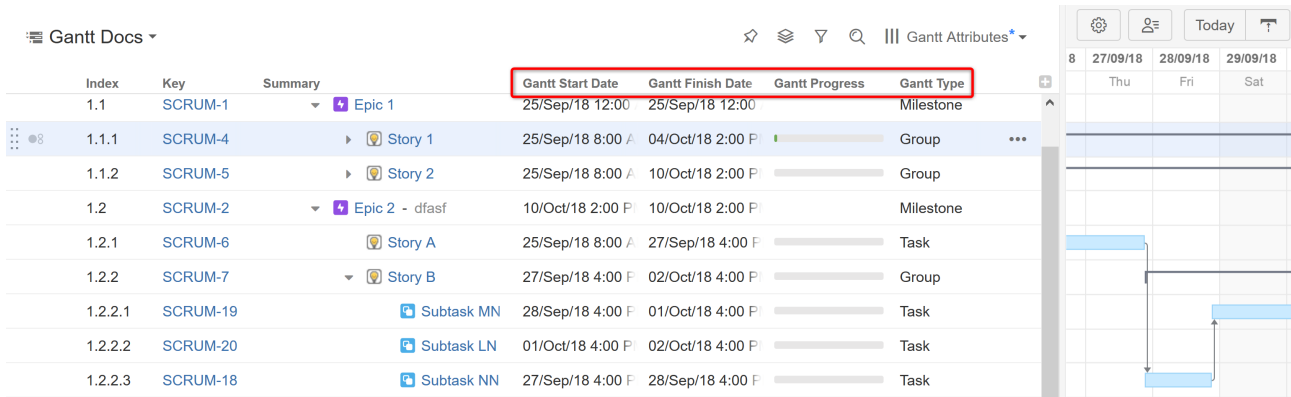 Gantt Docs
Gantt Attributes*
Today
8 27/09/18 28/09/18 29/09/18
Thu Fri Sat
Index Key Summary Gantt Start Date Gantt Finish Date Gantt Progress Gantt Type
1.1 SCRUM-1 Epic 1 25/Sep/18 12:00 25/Sep/18 12:00 Milestone
1.1.1 SCRUM-4 Story 1 25/Sep/18 8:00 A 04/Oct/18 2:00 P Group
1.1.2 SCRUM-5 Story 2 25/Sep/18 8:00 A 10/Oct/18 2:00 P Group
1.2 SCRUM-2 Epic 2 - dfasf 10/Oct/18 2:00 P 10/Oct/18 2:00 P Milestone
1.2.1 SCRUM-6 Story A 25/Sep/18 8:00 A 27/Sep/18 4:00 P Task
1.2.2 SCRUM-7 Story B 27/Sep/18 4:00 P 02/Oct/18 4:00 P Group
1.2.2.1 SCRUM-19 Subtask MN 28/Sep/18 4:00 P 01/Oct/18 4:00 P Task
1.2.2.2 SCRUM-20 Subtask LN 01/Oct/18 4:00 P 02/Oct/18 4:00 P Task
1.2.2.3 SCRUM-18 Subtask NN 27/Sep/18 4:00 P 28/Sep/18 4:00 P Task